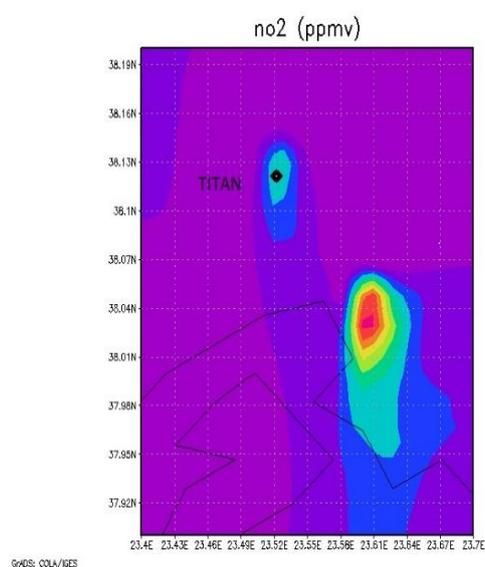 no2 (ppmv)
38.19N
38.16N
38.13N
TITAN
38.1N
38.07N
38.04N
38.01N
37.98N
37.95N
37.92N
23.4E 23.43E 23.46E 23.49E 23.52E 23.55E 23.56E 23.61E 23.64E 23.67E 23.7E
GrADS: COLA/IGES